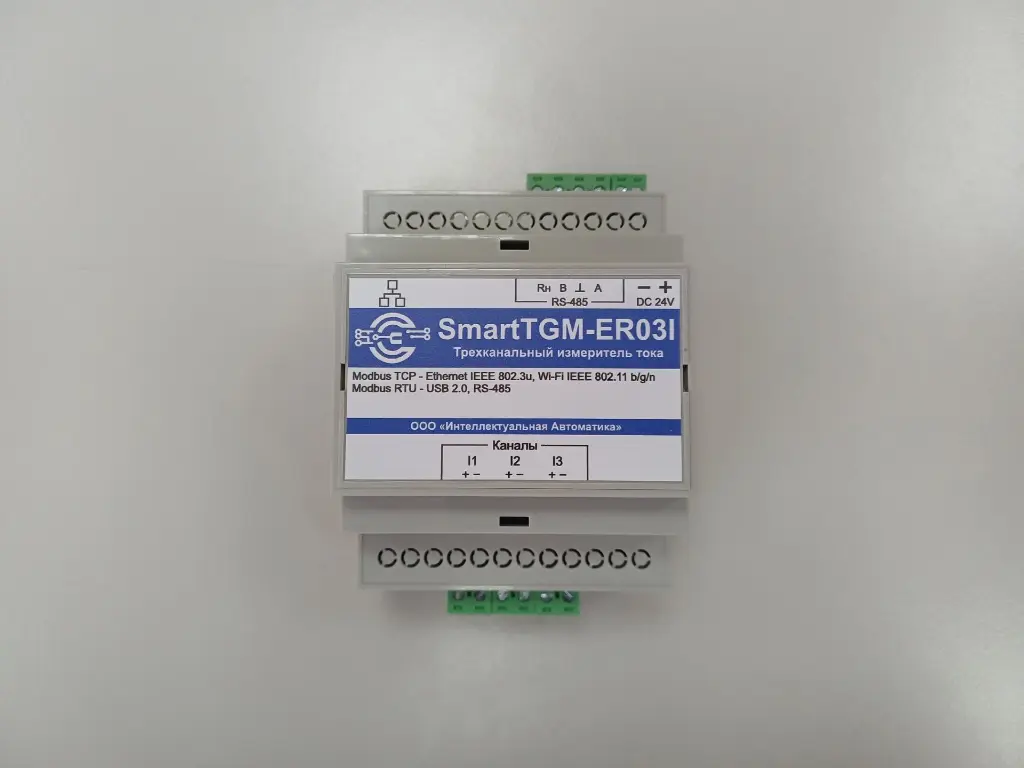 Rн B ⊥ A
RS-485
− +
DC 24V
SmartTGM-ER03I
Трехканальный измеритель тока
Modbus TCP - Ethernet IEEE 802.3u, Wi-Fi IEEE 802.11 b/g/n
Modbus RTU - USB 2.0, RS-485
ООО «Интеллектуальная Автоматика»
Каналы
I1 I2 I3
+ − + − + −